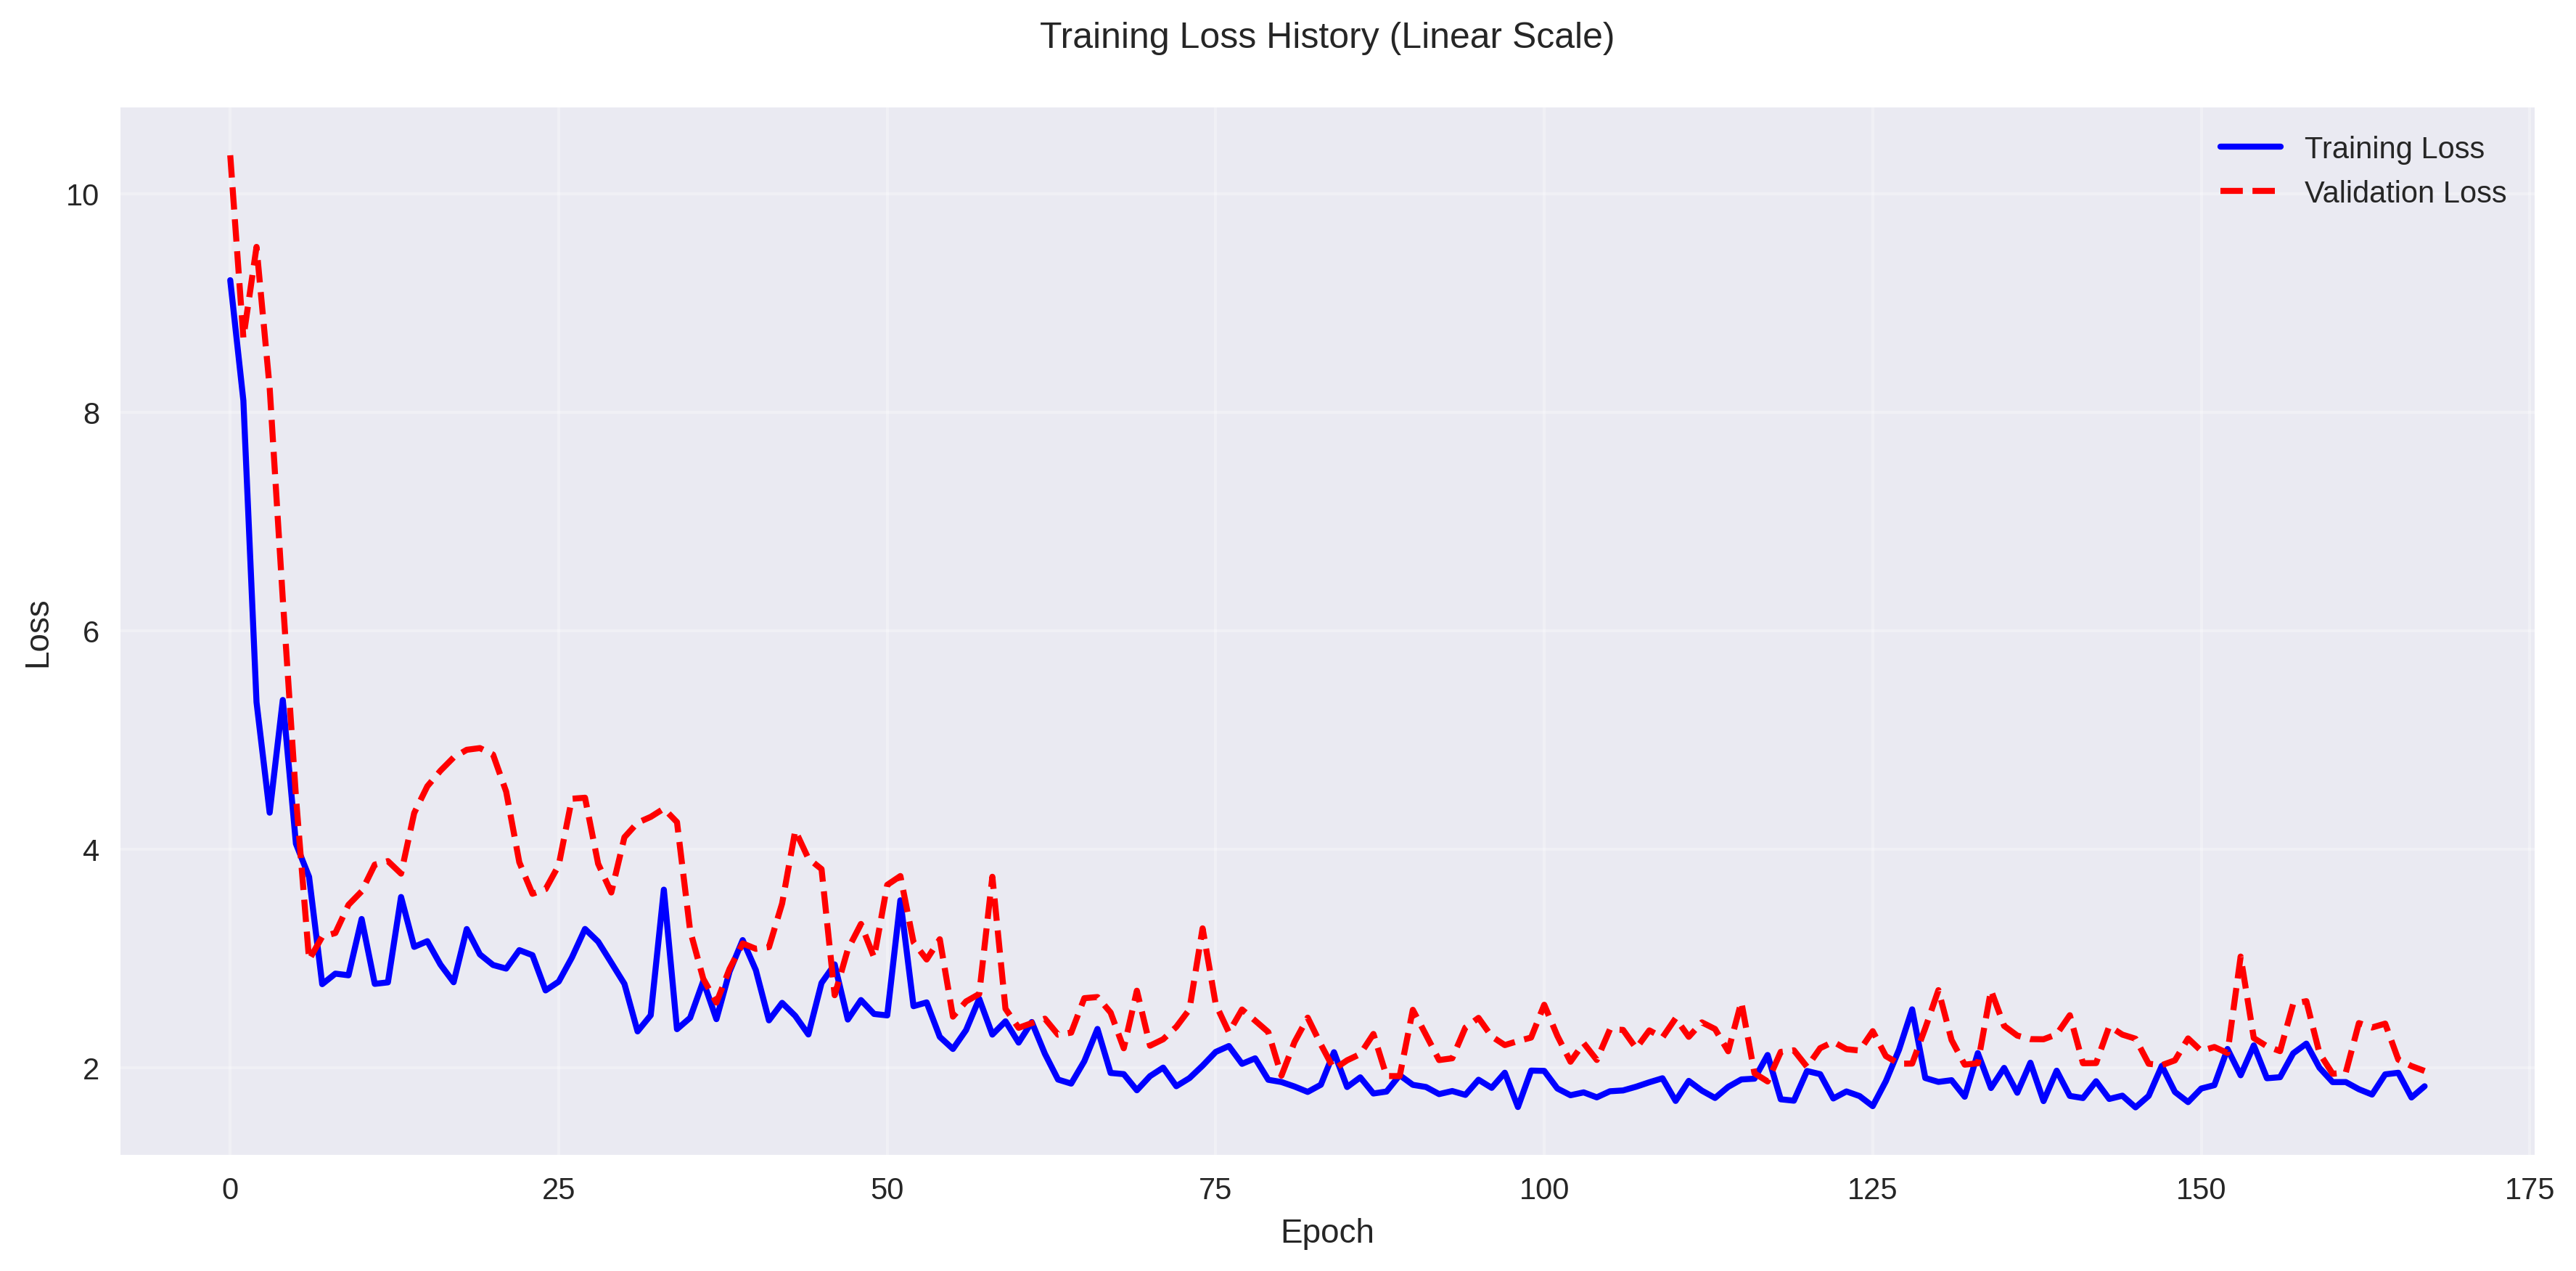 Training Loss History (Linear Scale)
Training Loss
Validation Loss
10
8
6
4
2
Loss
0 25 50 75 100 125 150 175
Epoch